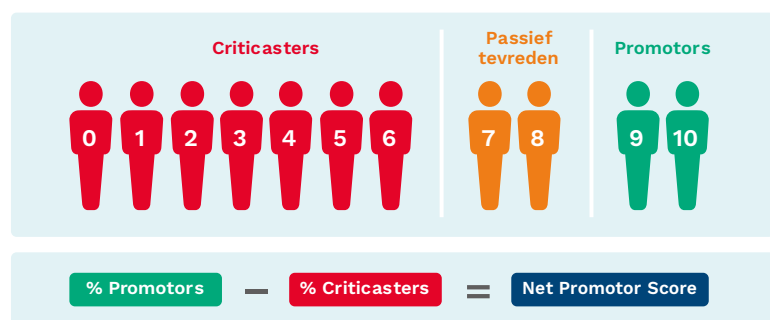 Criticasters
Passief
tevreden
Promotors
0 1 2 3 4 5 6 7 8 9 10
% Promotors — % Criticasters = Net Promotor Score